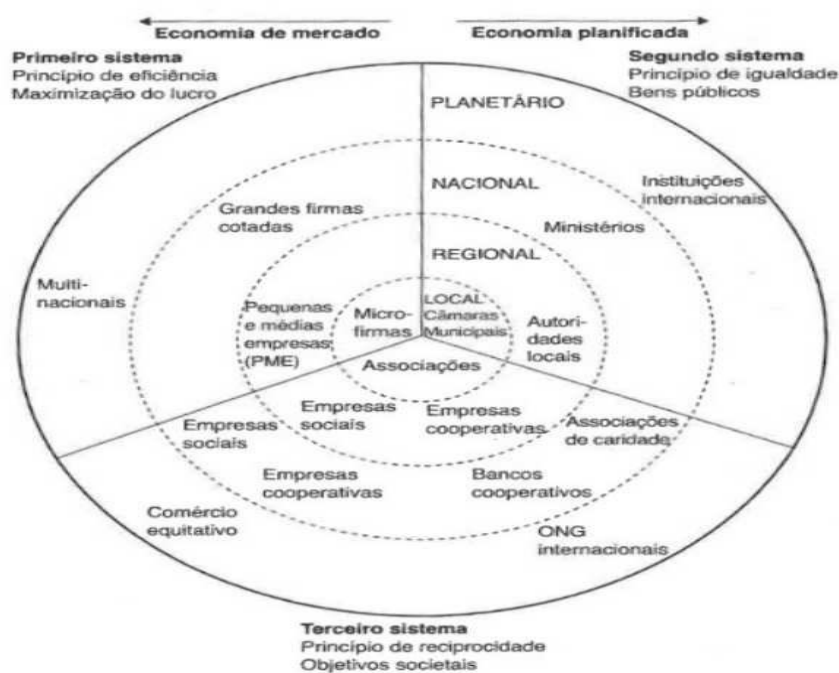 Economia de mercado
Economia planificada
Primeiro sistema
Princípio de eficiência
Maximização do lucro
Segundo sistema
Princípio de igualdade
Bens públicos
PLANETÁRIO
NACIONAL
Instituições
internacionais
Grandes firmas
cotadas
Ministérios
REGIONAL
Multi-
nacionais
Pequenas
e médias
empresas
(PME)
Micro-
firmas
LOCAL
Câmaras
Municipais
Autori-
dades
locais
Associações
Empresas
sociais
Empresas
sociais
Empresas
cooperativas
Associações
de caridade
Empresas
cooperativas
Bancos
cooperativos
Comércio
equitativo
ONG
internacionais
Terceiro sistema
Princípio de reciprocidade
Objetivos societais